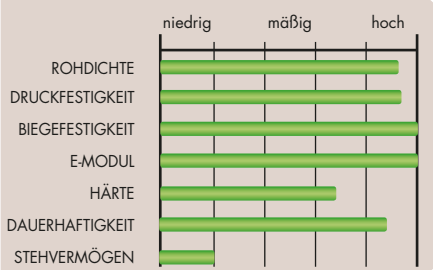 niedrig mäßig hoch
ROHDICHTE
DRUCKFESTIGKEIT
BIEGEFESTIGKEIT
E-MODUL
HÄRTE
DAUERHAFTIGKEIT
STEHVERMÖGEN